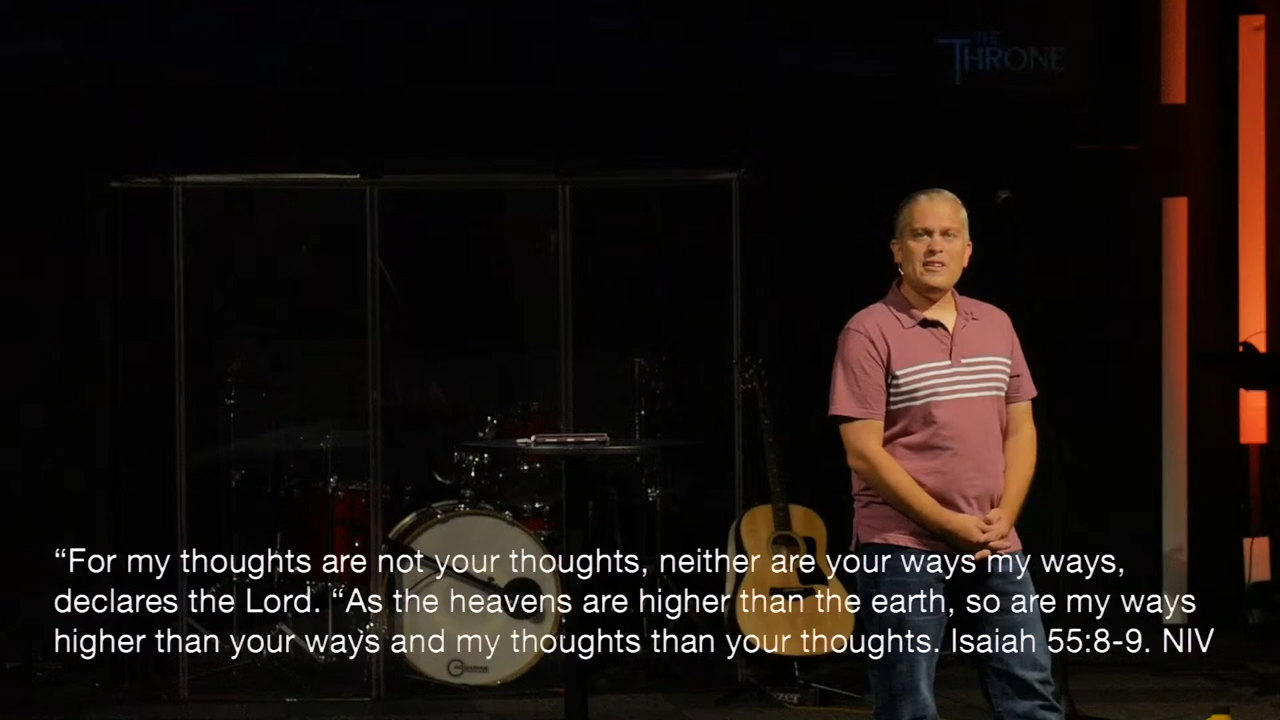 THE
THRONE
“For my thoughts are not your thoughts, neither are your ways my ways,
declares the Lord. “As the heavens are higher than the earth, so are my ways
higher than your ways and my thoughts than your thoughts. Isaiah 55:8-9. NIV